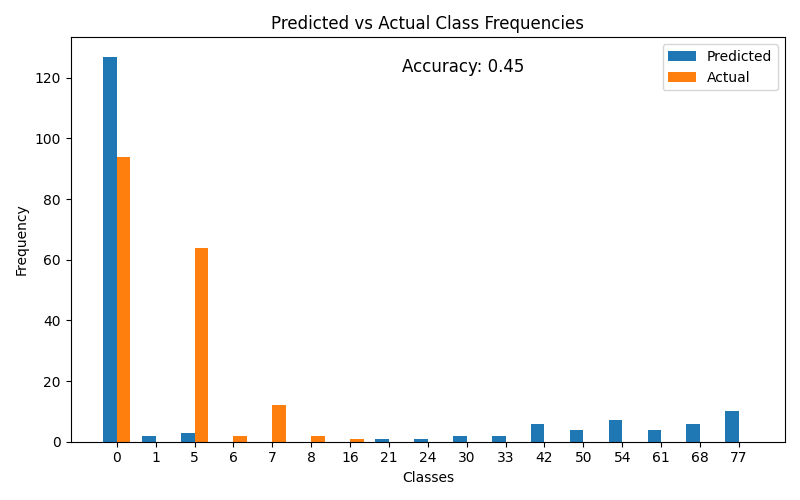 Predicted vs Actual Class Frequencies
Accuracy: 0.45
Predicted
Actual
120
100
80
60
40
20
0
Frequency
0 1 5 6 7 8 16 21 24 30 33 42 50 54 61 68 77
Classes